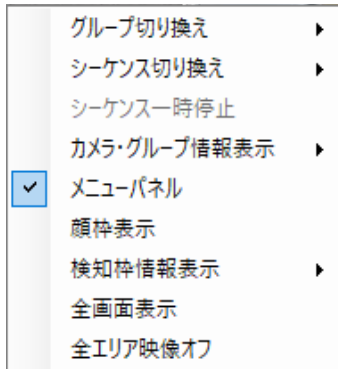 グループ切り換え
シーケンス切り換え
シーケンス一時停止
カメラ・グループ情報表示
メニューパネル
顔枠表示
検知枠情報表示
全画面表示
全エリア映像オフ